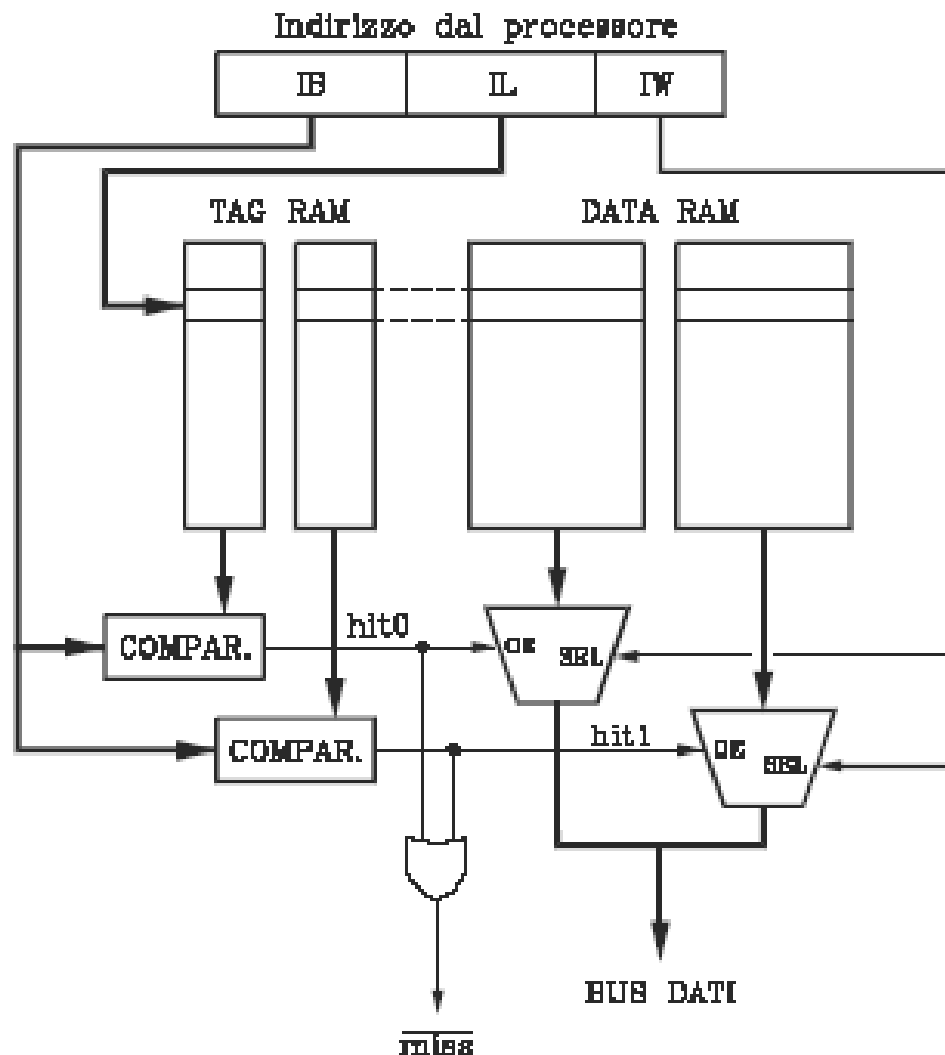 Indirizzo dal processore
IB IL IW
TAG RAM DATA RAM
hit0
COMPAR. OE SEL
COMPAR. hit1 OE SEL
BUS DATI
miss